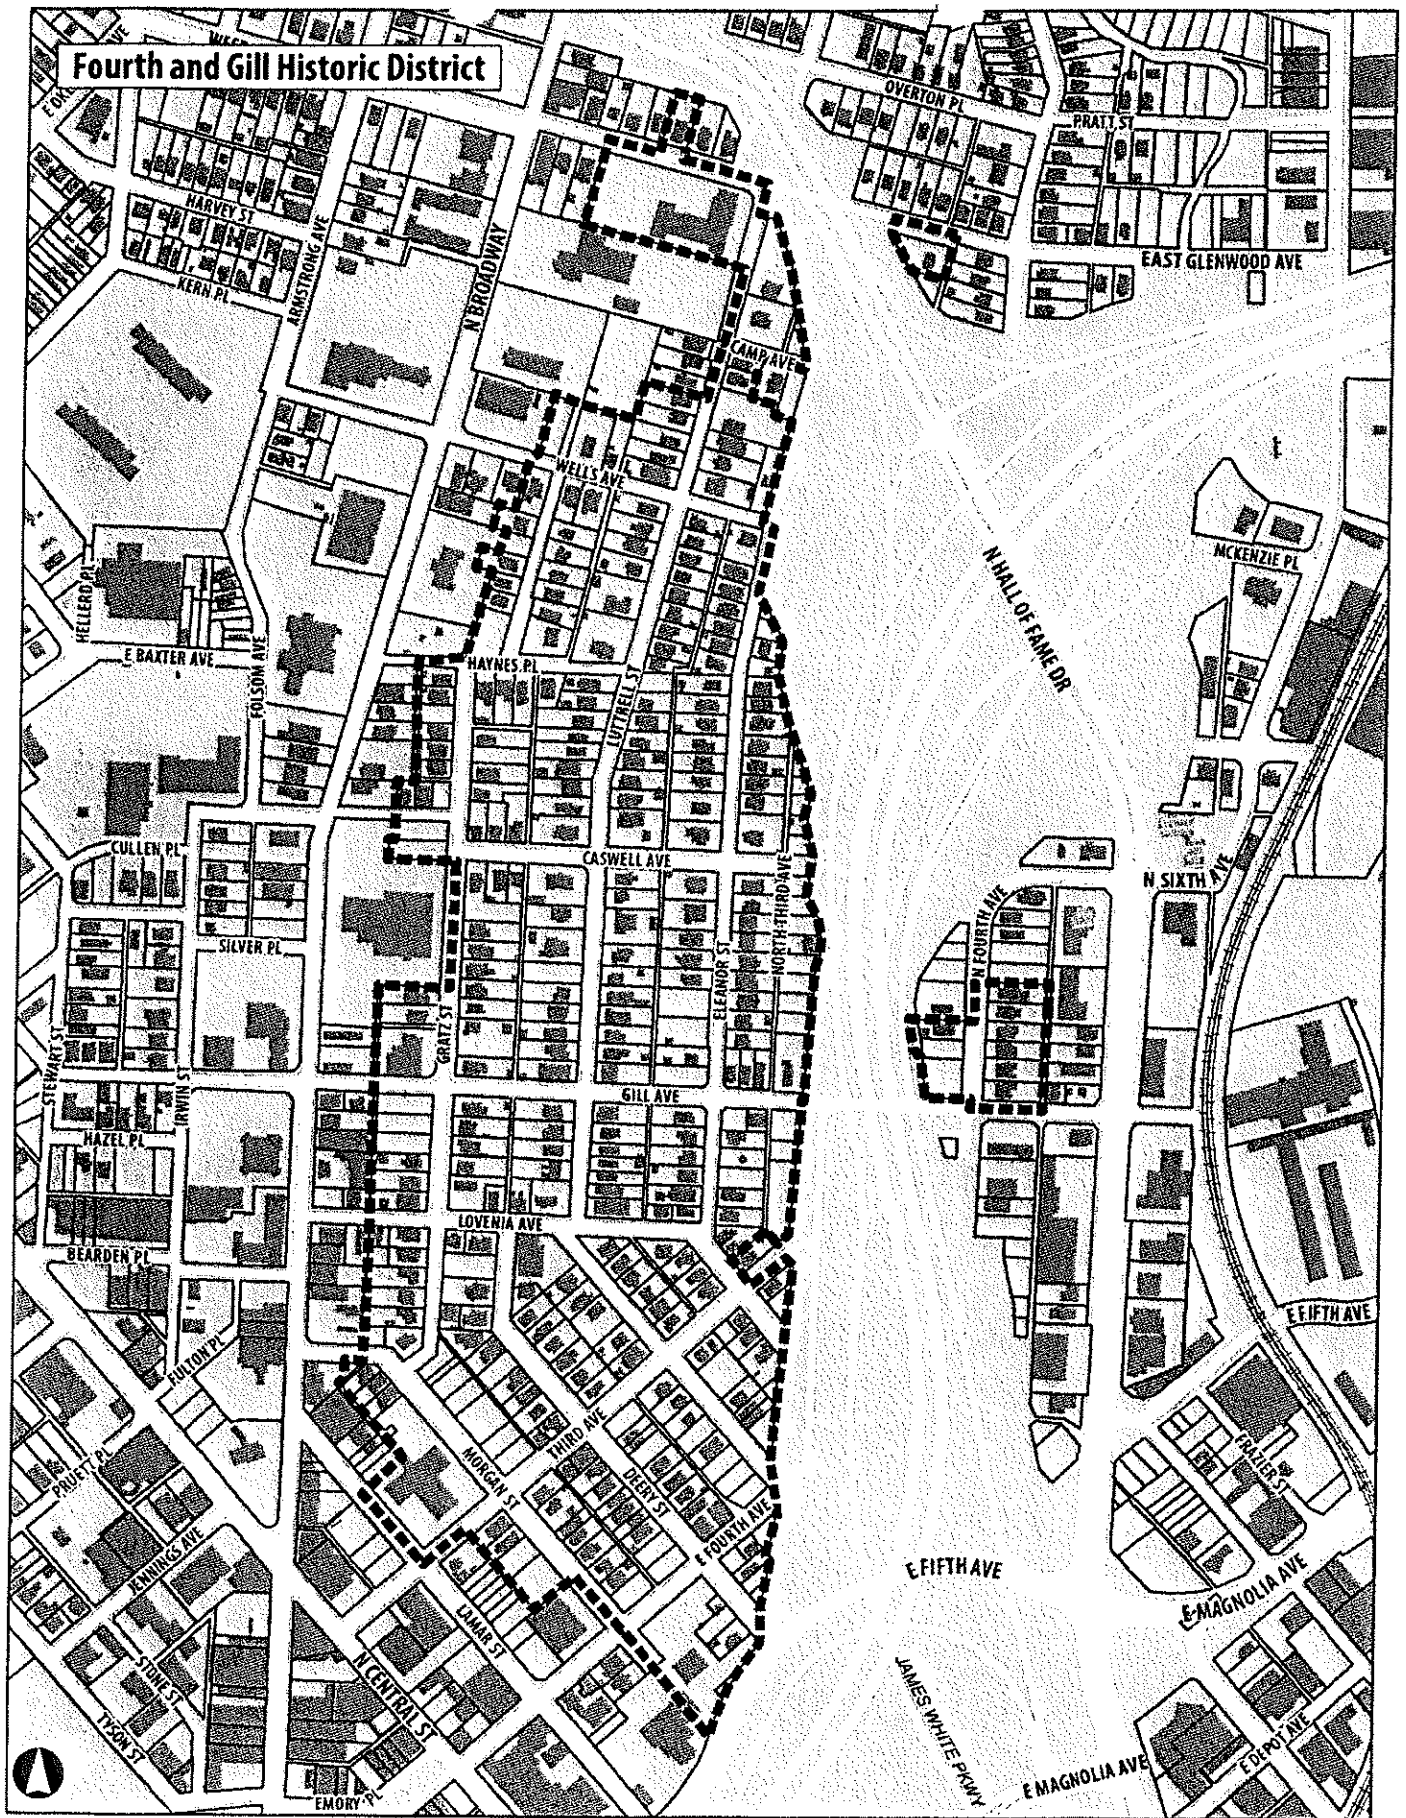 Fourth and Gill Historic District
OVERTON PL
PRATT ST
HARVEY ST
ARMSTRONG AVE
KERN PL
N BROADWAY
EAST GLENWOOD AVE
CAMP AVE
WELLS AVE
N HALL OF FAME DR
MCKENZIE PL
E BAXTER AVE
FOLSON AVE
HAYNES PL
LUTTRELL ST
CULLEN PL
CASWELL AVE
N SIXTH AVE
SILVER PL
ELEANOR ST
NORTH THIRD AVE
N FOURTH AVE
STEWART ST
IRWIN ST
GRATZ ST
GILL AVE
HAZEL PL
LOVENIA AVE
BEARDEN PL
E FIFTH AVE
FULTON PL
PRUETT PL
MORGAN ST
THIRD AVE
DEERY ST
FRAZIER ST
E FOURTH AVE
JENNINGS AVE
E FIFTH AVE
E MAGNOLIA AVE
LAMAR ST
STONE ST
N CENTRAL ST
TYSON ST
JAMES WHITE PKWY
E MAGNOLIA AVE
E DEPOT AVE
EMORY PL